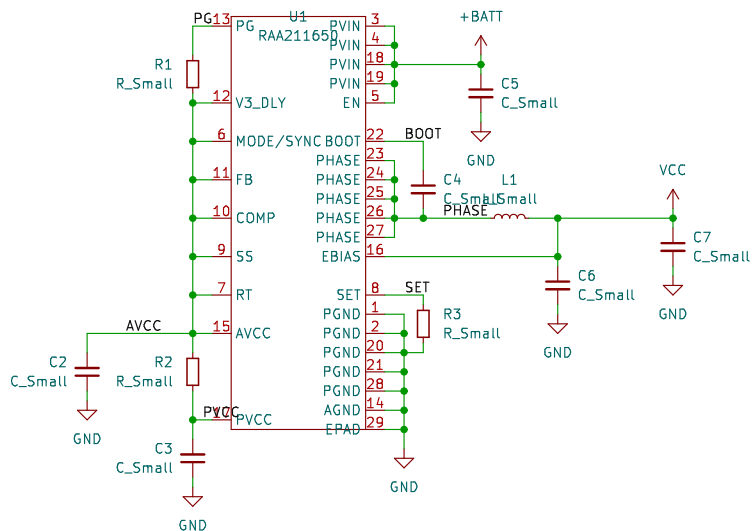 U1
RAA211650
+BATT
PG
13
PG
PVIN
3
PVIN
4
R1
R_Small
PVIN
18
PVIN
19
C5
C_Small
12
V3_DLY
EN
5
GND
6
MODE/SYNC
BOOT
22
BOOT
PHASE
23
VCC
11
FB
PHASE
24
C4
C_Small
L1
L_Small
PHASE
25
10
COMP
PHASE
26
PHASE
PHASE
27
C7
C_Small
9
SS
EBIAS
16
C6
C_Small
7
RT
SET
8
SET
GND
PGND
1
R3
R_Small
GND
AVCC
15
AVCC
PGND
2
PGND
20
C2
C_Small
R2
R_Small
PGND
21
PGND
28
PVCC
17
PVCC
AGND
14
EPAD
29
GND
C3
C_Small
GND
GND